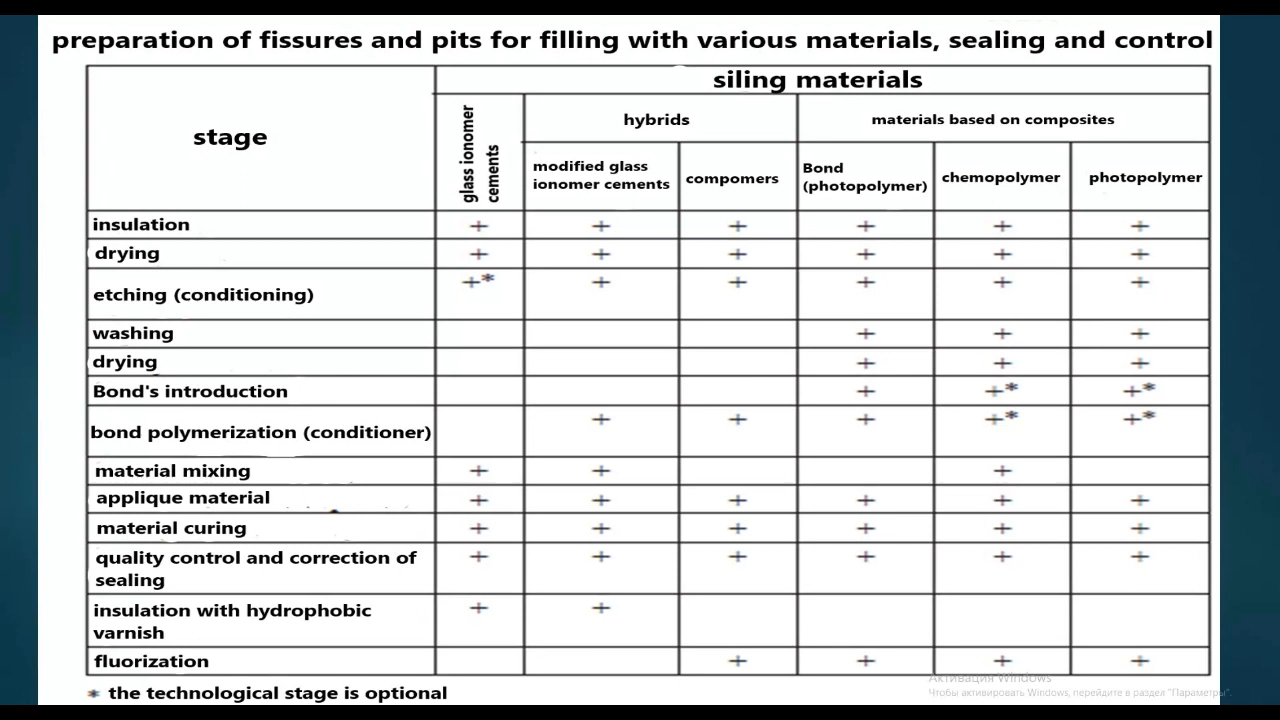 preparation of fissures and pits for filling with various materials, sealing and control
siling materials
stage
glass ionomer
cements
hybrids
materials based on composites
modified glass
ionomer cements
compomers
Bond
(photopolymer)
chemopolymer
photopolymer
insulation + + + + + +
drying + + + + + +
etching (conditioning) +* + + + + +
washing + + +
drying + + +
Bond's introduction + +* +*
bond polymerization (conditioner) + + + +* +*
material mixing + + +
applique material + + + + + +
material curing + + + + + +
quality control and correction of + + + + + +
sealing
insulation with hydrophobic + +
varnish
fluorization + + + +
* the technological stage is optional
Активация Windows
Чтобы активировать Windows, перейдите в раздел "Параметры".